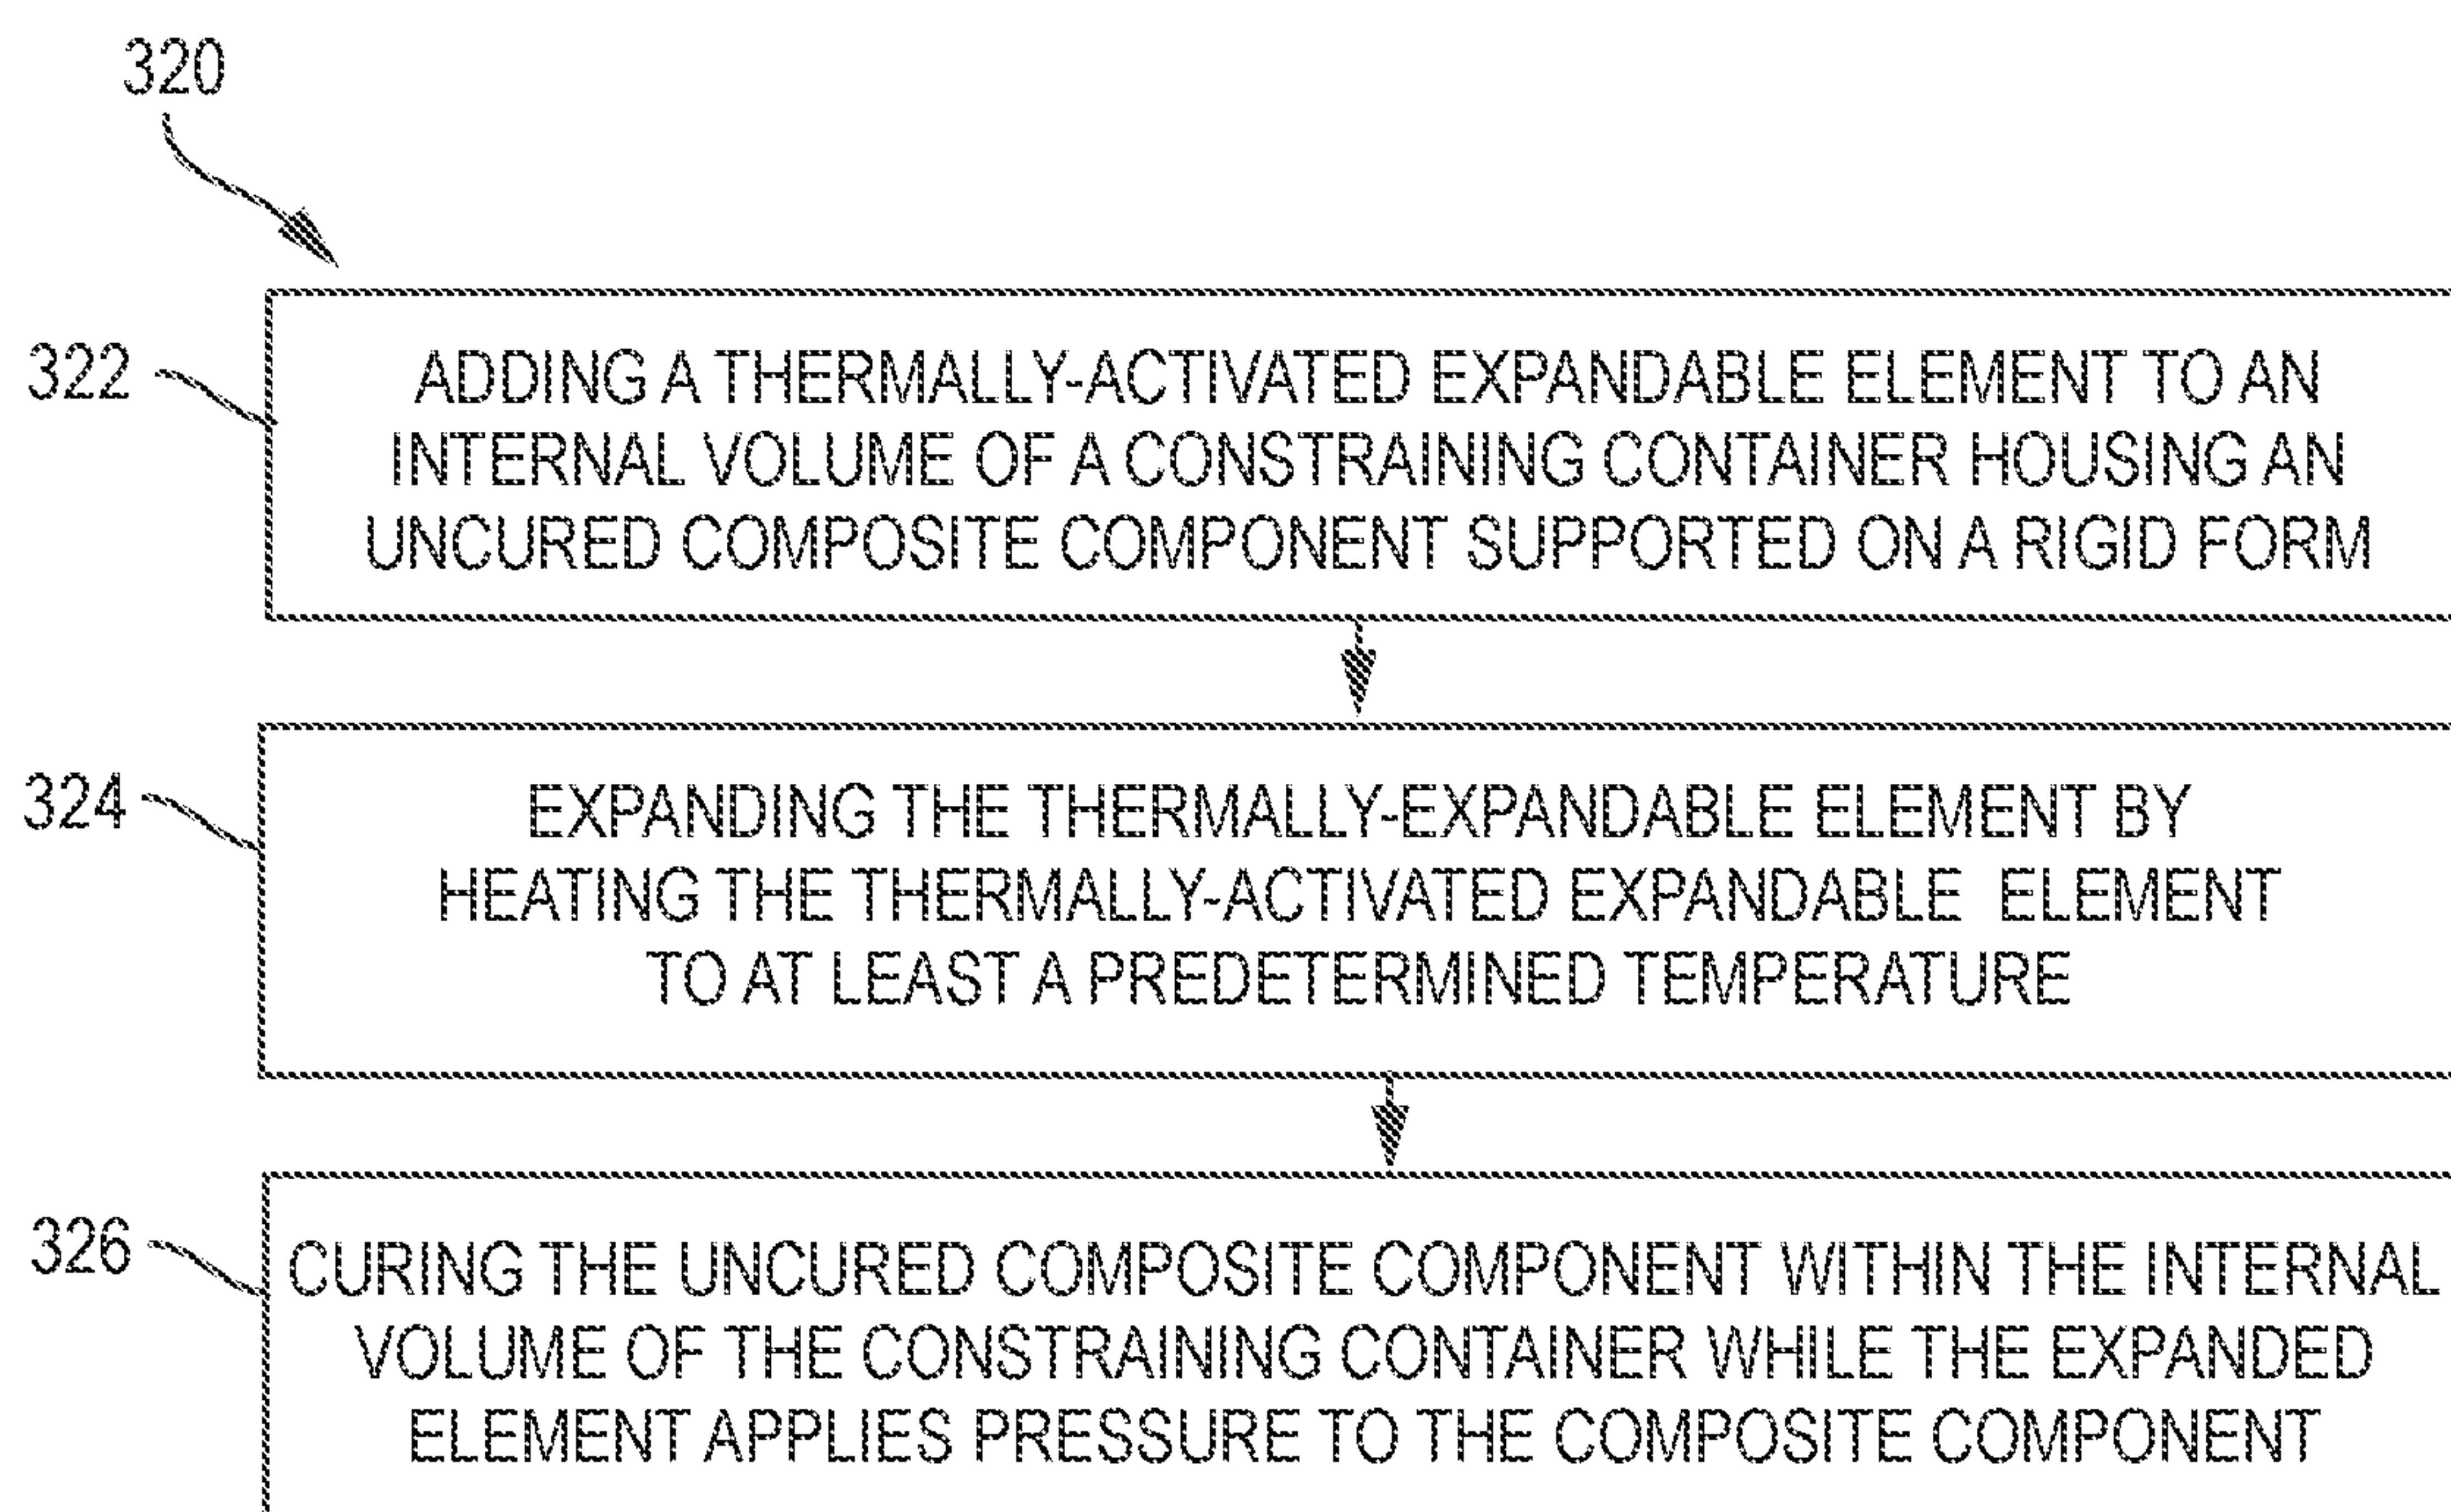 320
322
ADDING A THERMALLY-ACTIVATED EXPANDABLE ELEMENT TO AN
INTERNAL VOLUME OF A CONSTRAINING CONTAINER HOUSING AN
UNCURED COMPOSITE COMPONENT SUPPORTED ON A RIGID FORM
324
EXPANDING THE THERMALLY-EXPANDABLE ELEMENT BY
HEATING THE THERMALLY-ACTIVATED EXPANDABLE ELEMENT
TO AT LEAST A PREDETERMINED TEMPERATURE
326
CURING THE UNCURED COMPOSITE COMPONENT WITHIN THE INTERNAL
VOLUME OF THE CONSTRAINING CONTAINER WHILE THE EXPANDED
ELEMENT APPLIES PRESSURE TO THE COMPOSITE COMPONENT